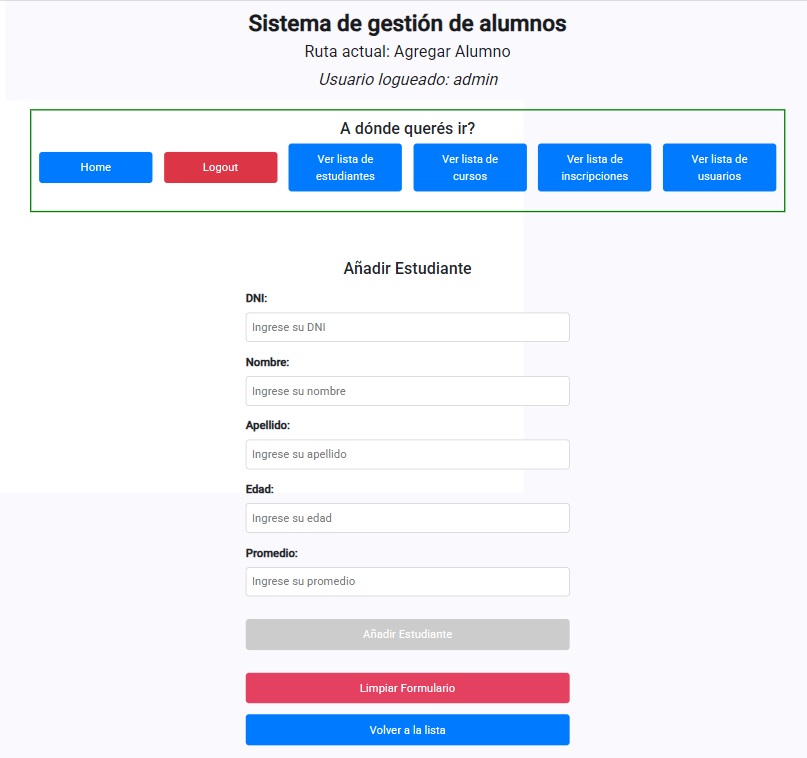 Sistema de gestión de alumnos
Ruta actual: Agregar Alumno
Usuario logueado: admin
A dónde querés ir?
Home
Logout
Ver lista de
estudiantes
Ver lista de
cursos
Ver lista de
inscripciones
Ver lista de
usuarios
Añadir Estudiante
DNI:
Ingrese su DNI
Nombre:
Ingrese su nombre
Apellido:
Ingrese su apellido
Edad:
Ingrese su edad
Promedio:
Ingrese su promedio
Añadir Estudiante
Limpiar Formulario
Volver a la lista